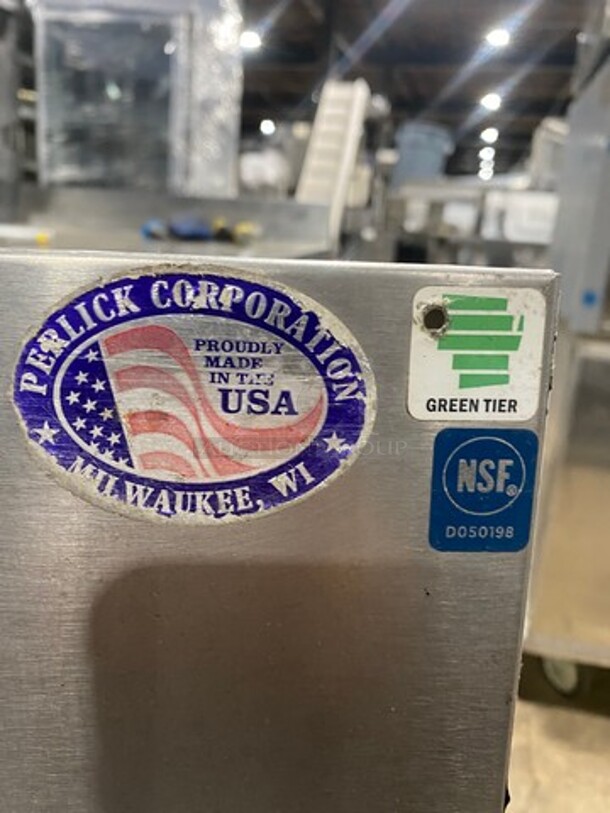 PERLICK CORPORATION
PROUDLY
MADE
IN THE
USA
MILWAUKEE, WI
GREEN TIER
NSF®
D050198